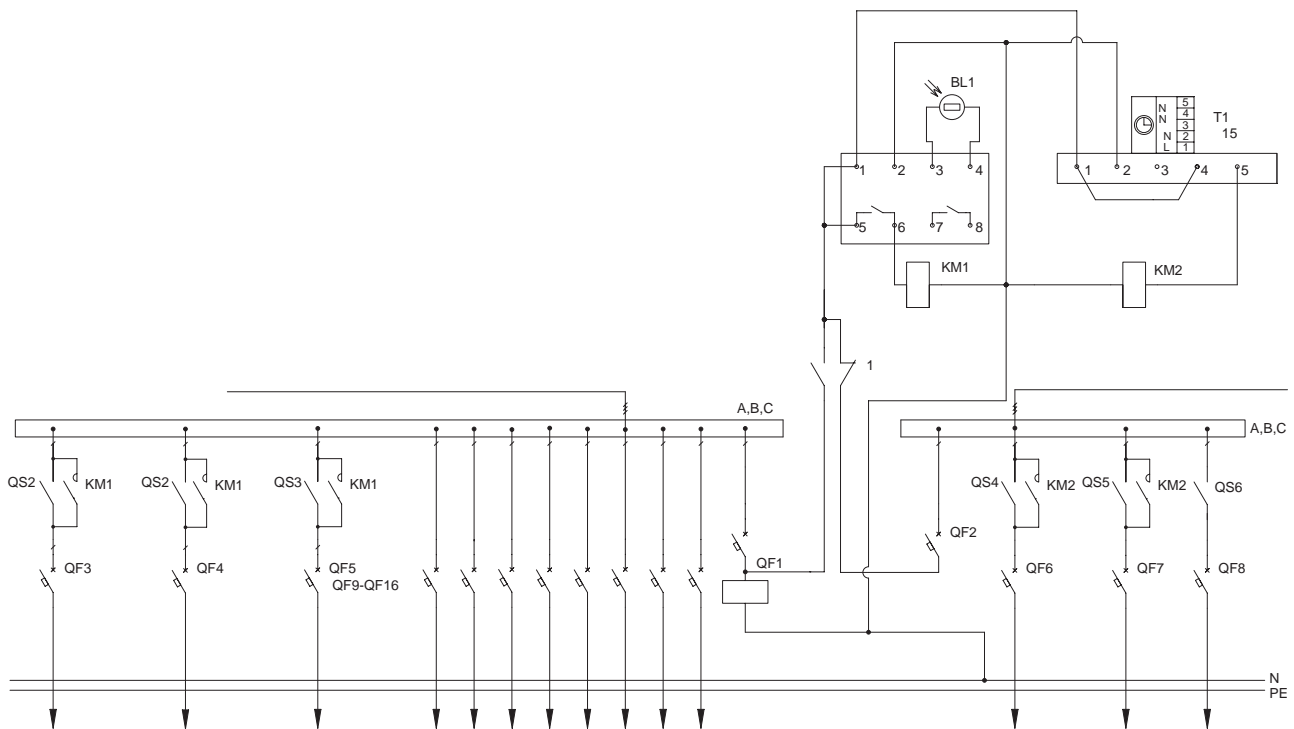 BL1
N 5
N 4
3
N 2
L 1
T1
15
1 2 3 4
1 2 3 4 5
5 6 7 8
KM1
KM2
1
A,B,C
A,B,C
QS2 KM1
QS2 KM1
QS3 KM1
QS4 KM2
QS5 KM2
QS6
QF1
QF2
QF3
QF4
QF5
QF9-QF16
QF6
QF7
QF8
N
PE